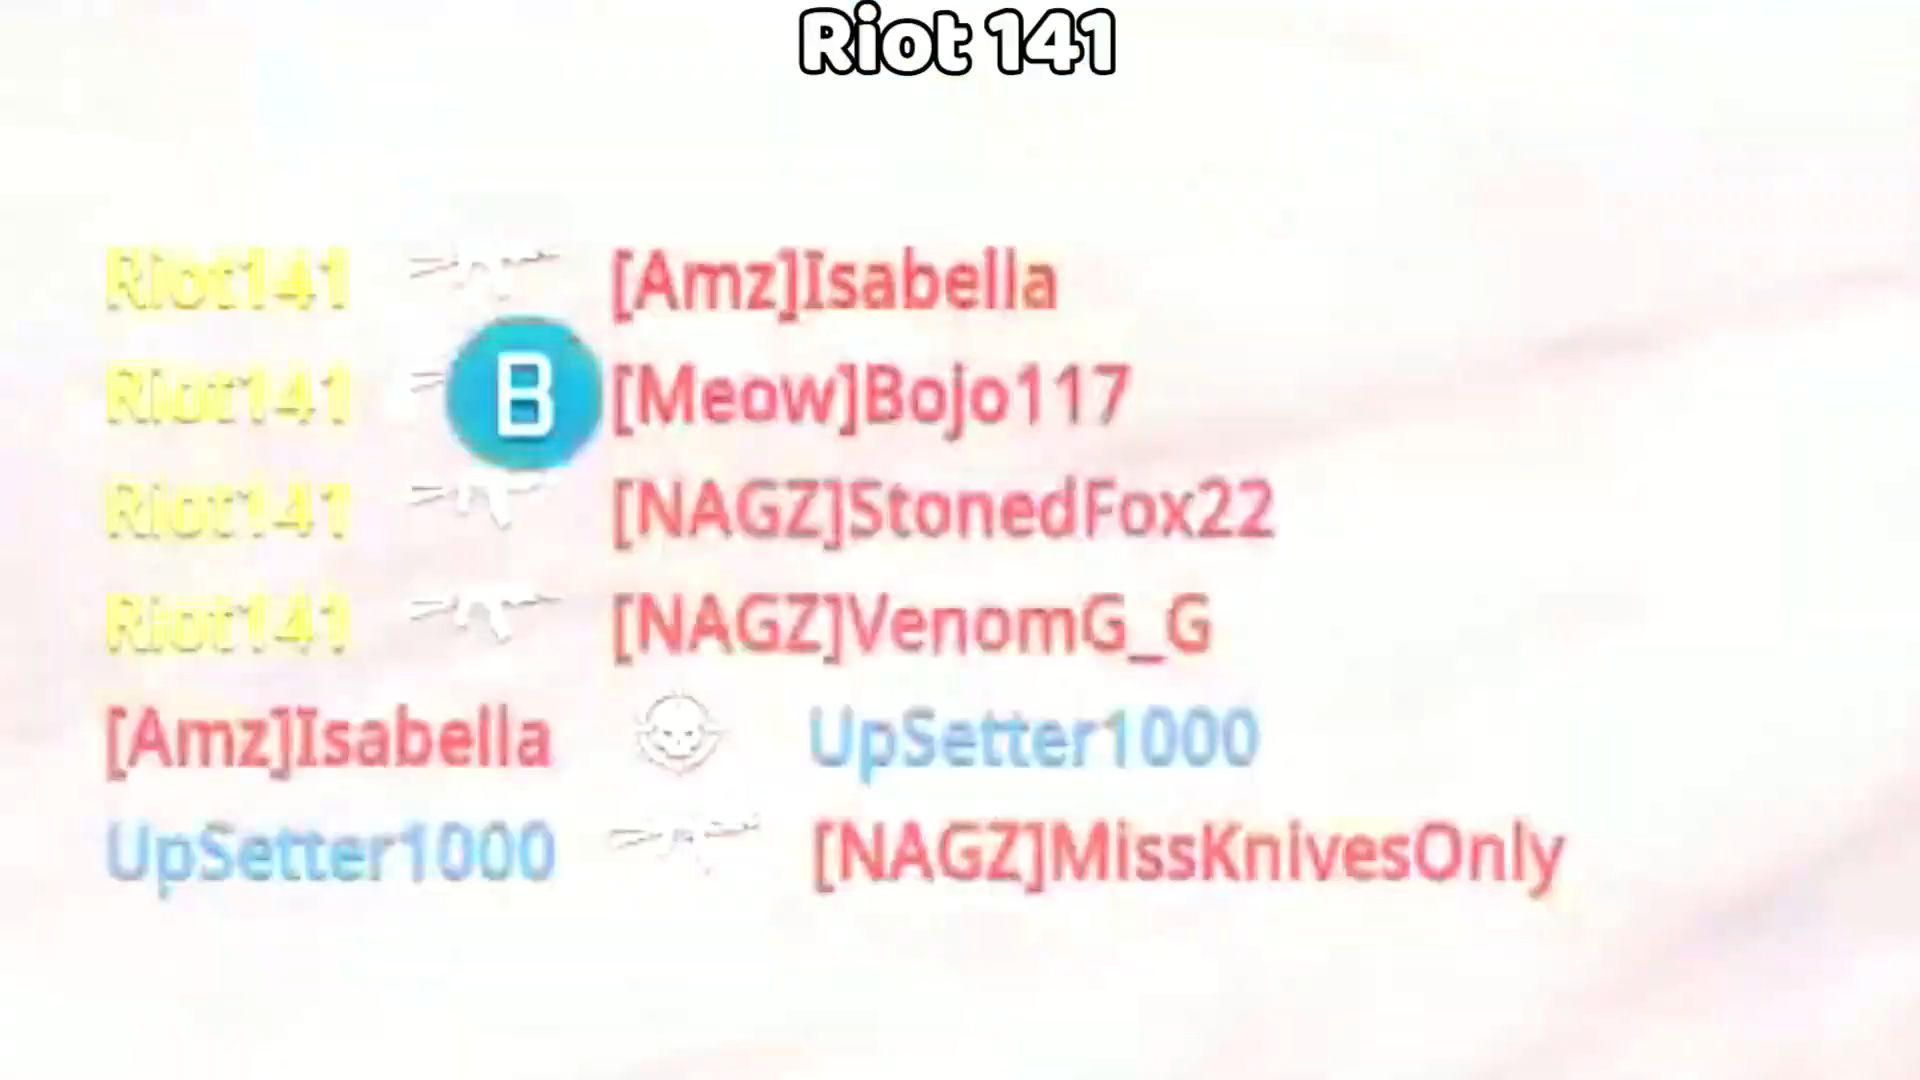 Riot 141
Riot141 [Amz]Isabella
Riot141 B [Meow]Bojo117
Riot141 [NAGZ]StonedFox22
Riot141 [NAGZ]VenomG_G
[Amz]Isabella UpSetter1000
UpSetter1000 [NAGZ]MissKnivesOnly